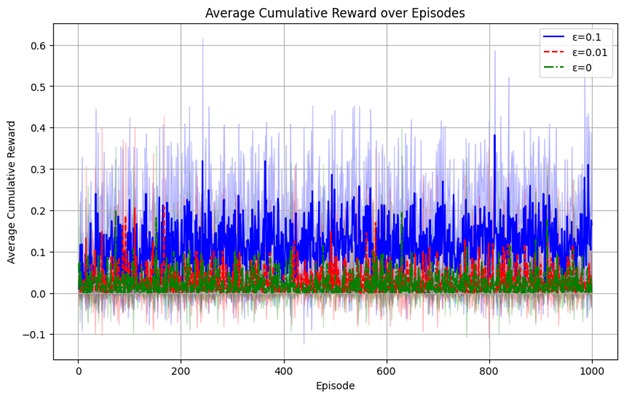 Average Cumulative Reward over Episodes
ε=0.1
ε=0.01
ε=0
Average Cumulative Reward
0.6
0.5
0.4
0.3
0.2
0.1
0.0
−0.1
0 200 400 600 800 1000
Episode